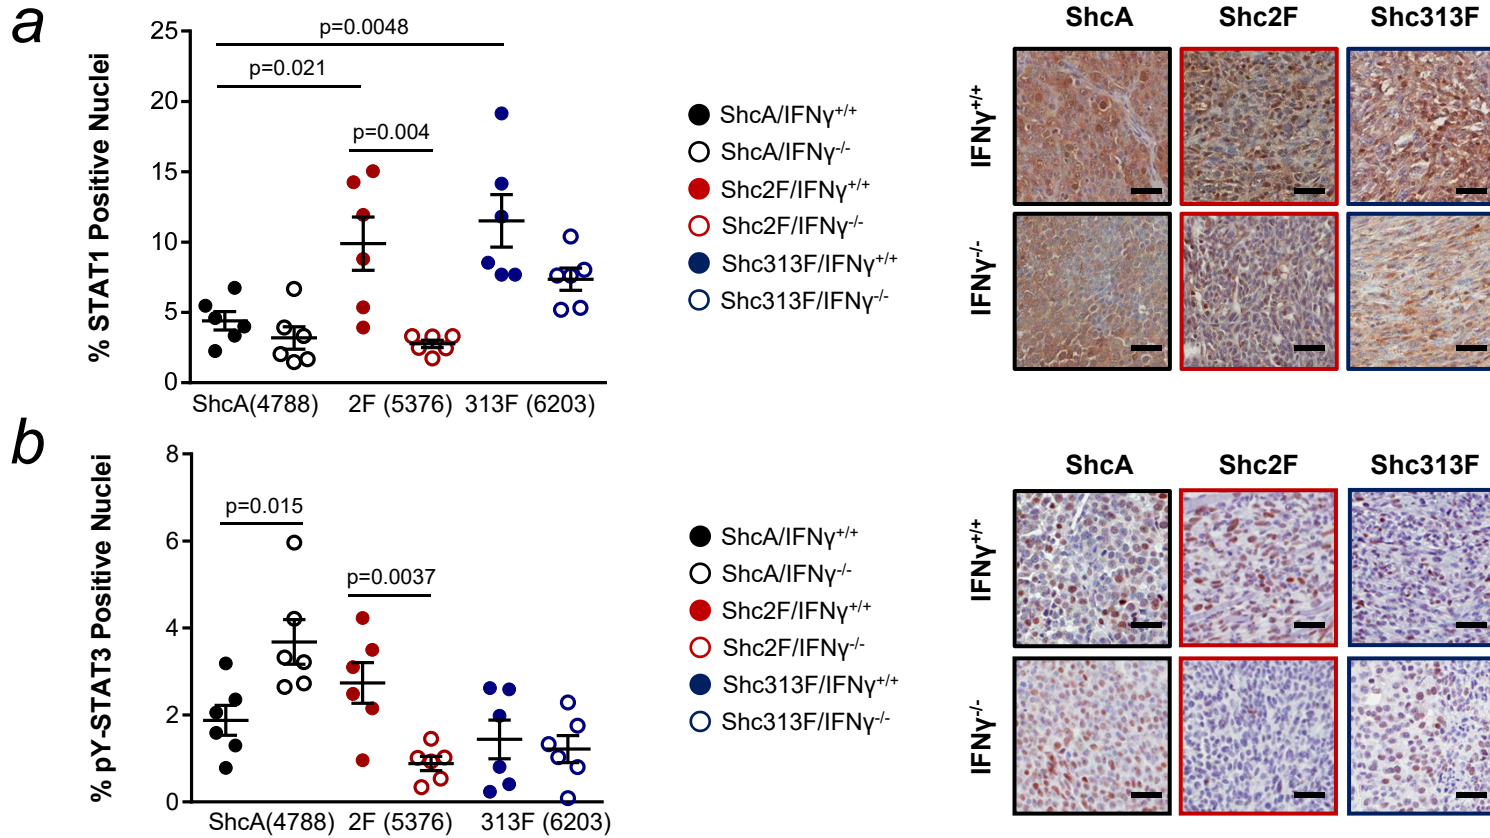 a
% STAT1 Positive Nuclei
25
20
15
10
5
0
p=0.0048
p=0.021
p=0.004
ShcA(4788) 2F (5376) 313F (6203)
ShcA/IFNγ+/+
ShcA/IFNγ-/-
Shc2F/IFNγ+/+
Shc2F/IFNγ-/-
Shc313F/IFNγ+/+
Shc313F/IFNγ-/-
ShcA Shc2F Shc313F
IFNγ+/+
IFNγ-/-
b
% pY-STAT3 Positive Nuclei
8
6
4
2
0
p=0.015
p=0.0037
ShcA(4788) 2F (5376) 313F (6203)
ShcA/IFNγ+/+
ShcA/IFNγ-/-
Shc2F/IFNγ+/+
Shc2F/IFNγ-/-
Shc313F/IFNγ+/+
Shc313F/IFNγ-/-
ShcA Shc2F Shc313F
IFNγ+/+
IFNγ-/-